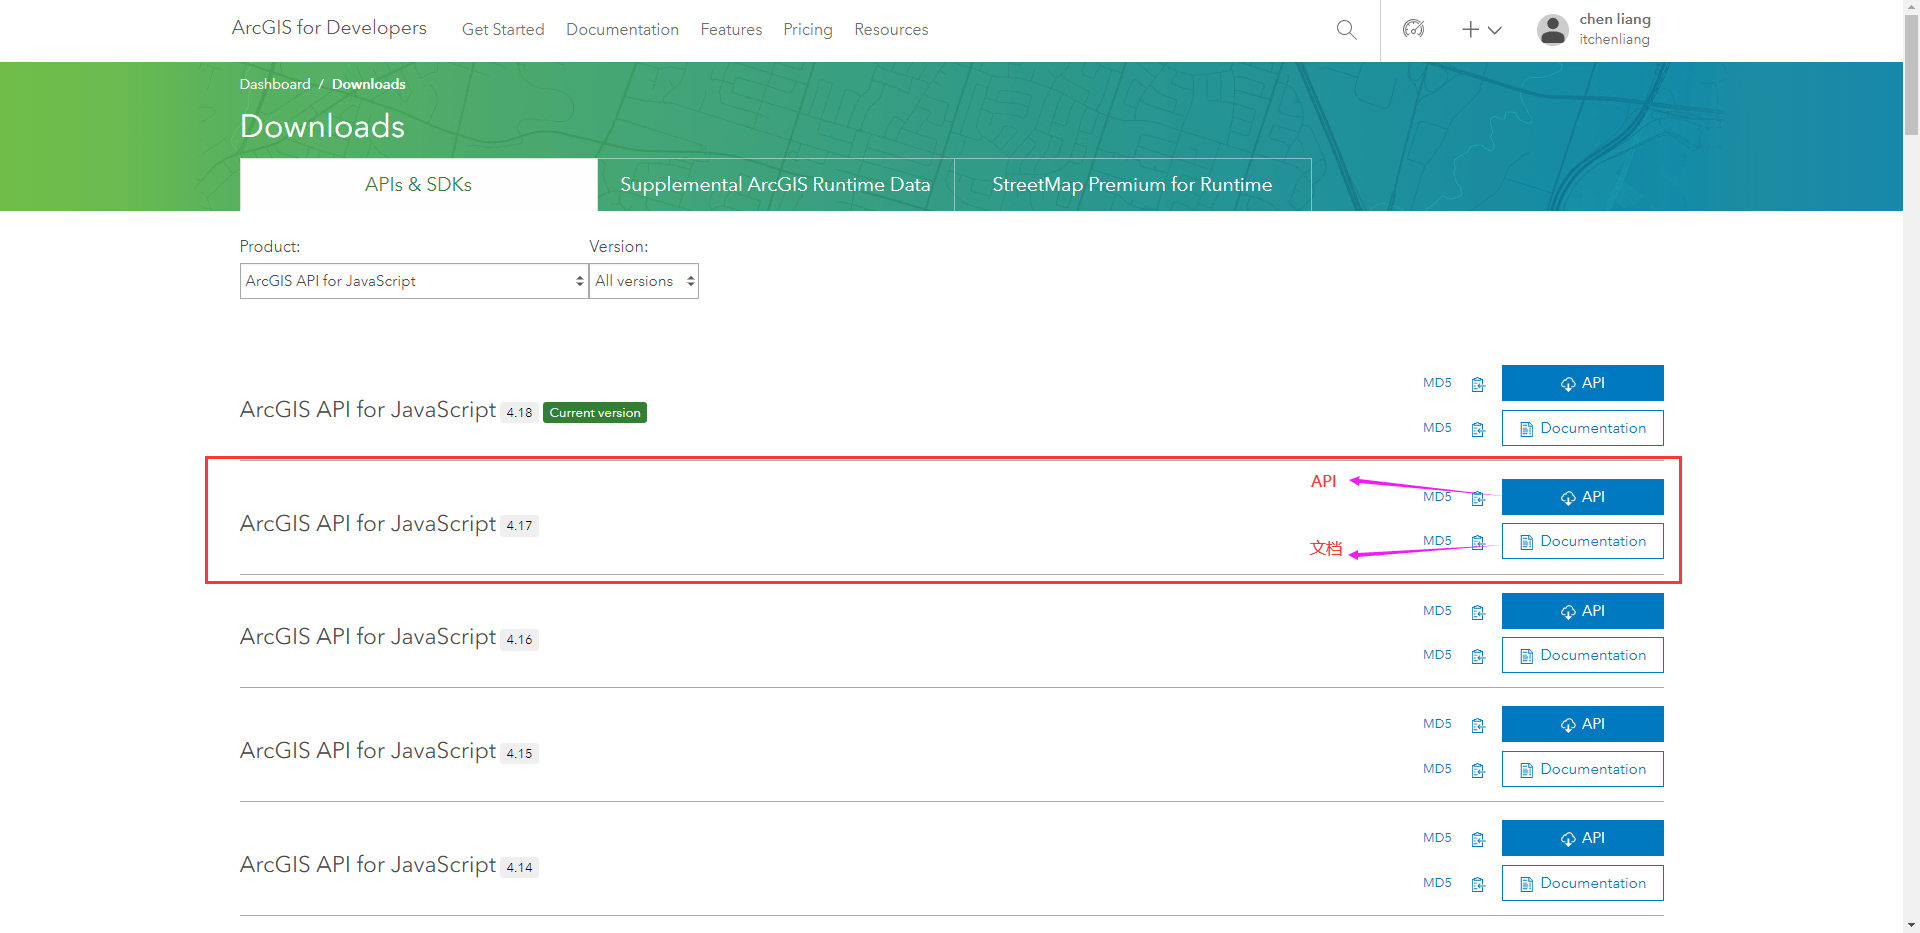 ArcGIS for Developers Get Started Documentation Features Pricing Resources chen liang
itchenliang
Dashboard / Downloads
Downloads
APIs & SDKs Supplemental ArcGIS Runtime Data StreetMap Premium for Runtime
Product: Version:
ArcGIS API for JavaScript All versions
MD5 API
ArcGIS API for JavaScript 4.18 Current version
MD5 Documentation
API MD5 API
ArcGIS API for JavaScript 4.17
文档 MD5 Documentation
MD5 API
ArcGIS API for JavaScript 4.16
MD5 Documentation
MD5 API
ArcGIS API for JavaScript 4.15
MD5 Documentation
MD5 API
ArcGIS API for JavaScript 4.14
MD5 Documentation